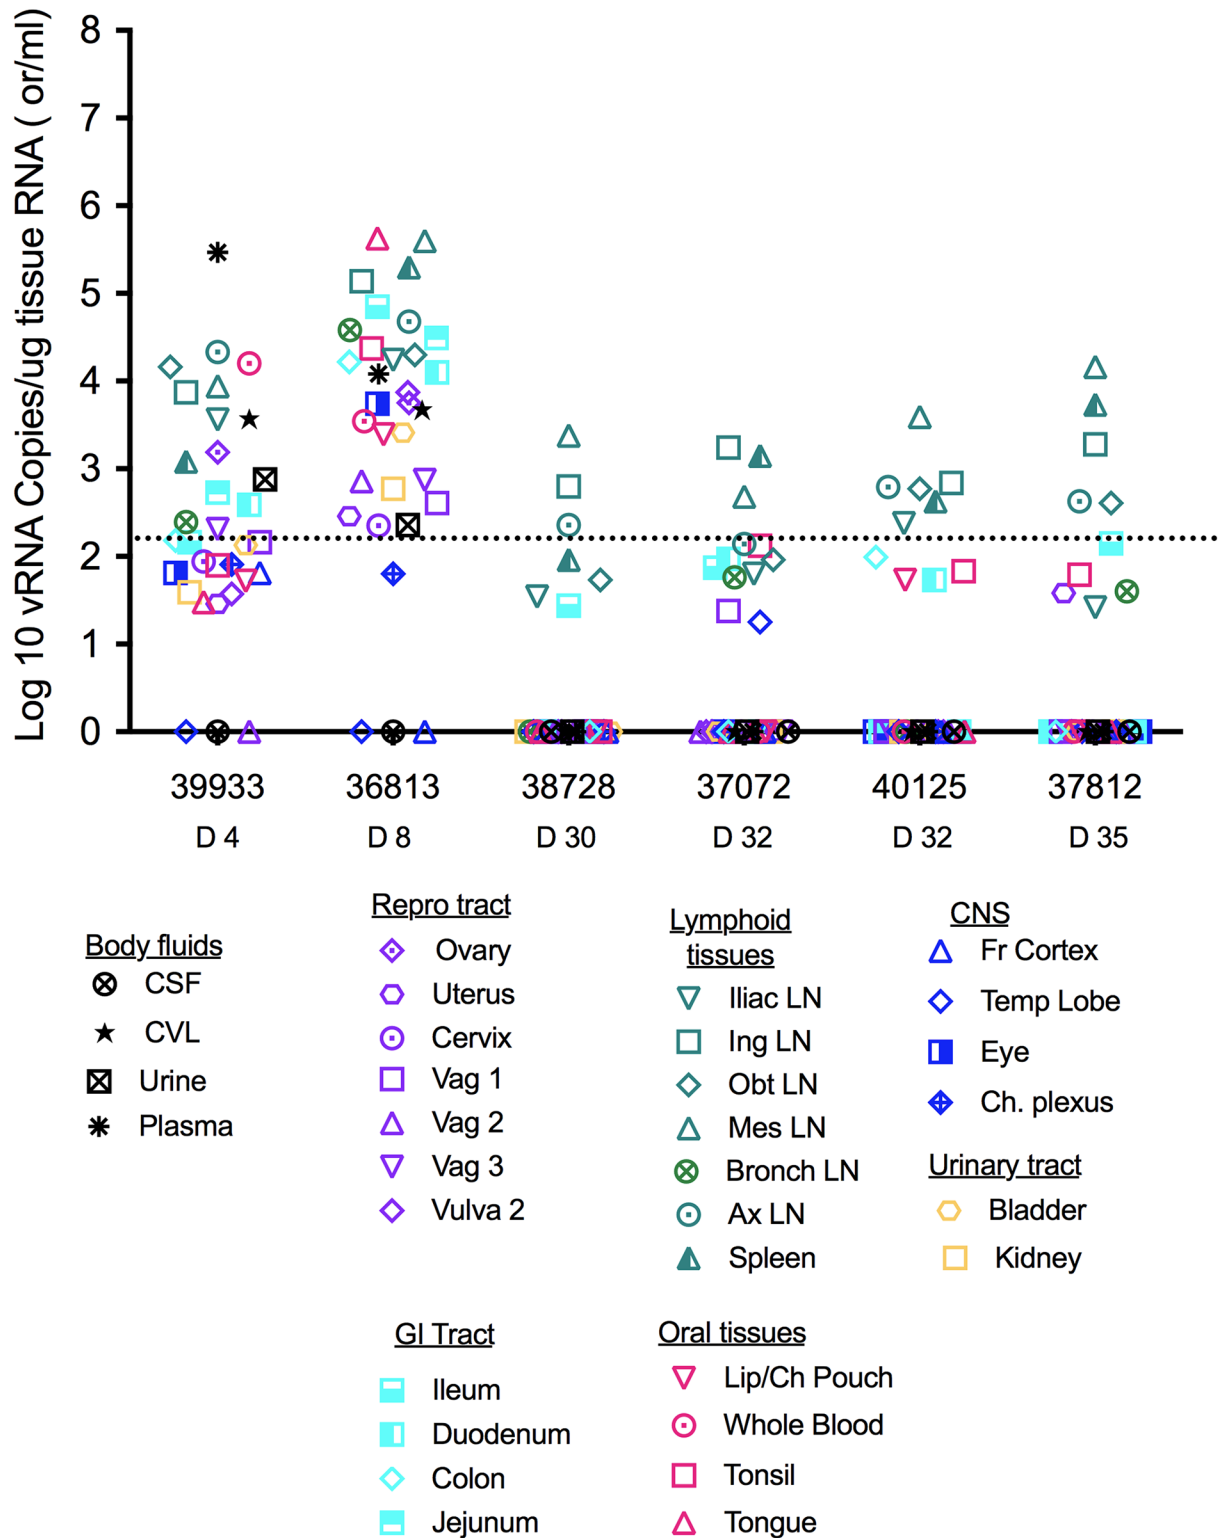 Log 10 vRNA Copies/ug tissue RNA ( or/ml)
8
7
6
5
4
3
2
1
0
39933 36813 38728 37072 40125 37812
D 4 D 8 D 30 D 32 D 32 D 35
Body fluids
CSF
CVL
Urine
Plasma
Repro tract
Ovary
Uterus
Cervix
Vag 1
Vag 2
Vag 3
Vulva 2
Lymphoid
tissues
Iliac LN
Ing LN
Obt LN
Mes LN
Bronch LN
Ax LN
Spleen
CNS
Fr Cortex
Temp Lobe
Eye
Ch. plexus
Urinary tract
Bladder
Kidney
GI Tract
Ileum
Duodenum
Colon
Jejunum
Oral tissues
Lip/Ch Pouch
Whole Blood
Tonsil
Tongue